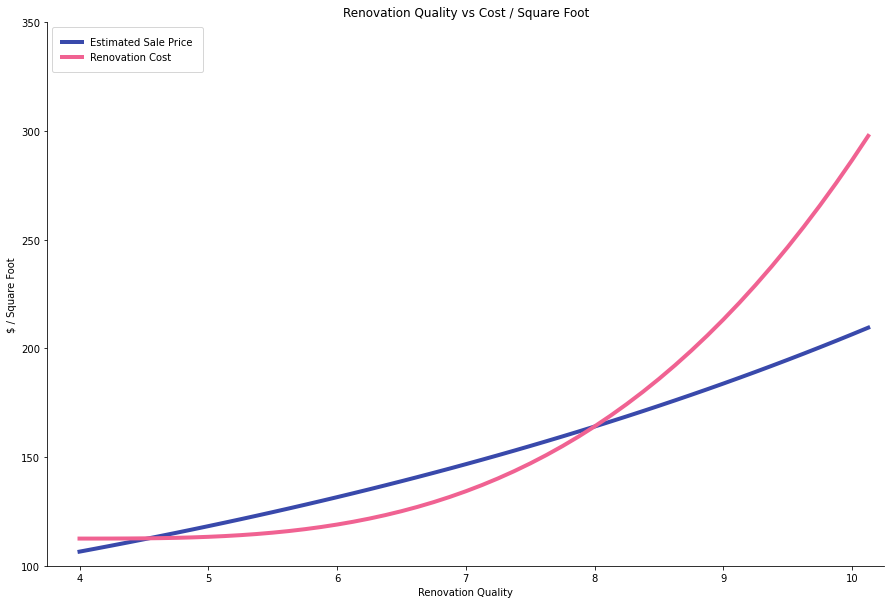 Renovation Quality vs Cost / Square Foot
Estimated Sale Price
Renovation Cost
$ / Square Foot
350
300
250
200
150
100
4 5 6 7 8 9 10
Renovation Quality